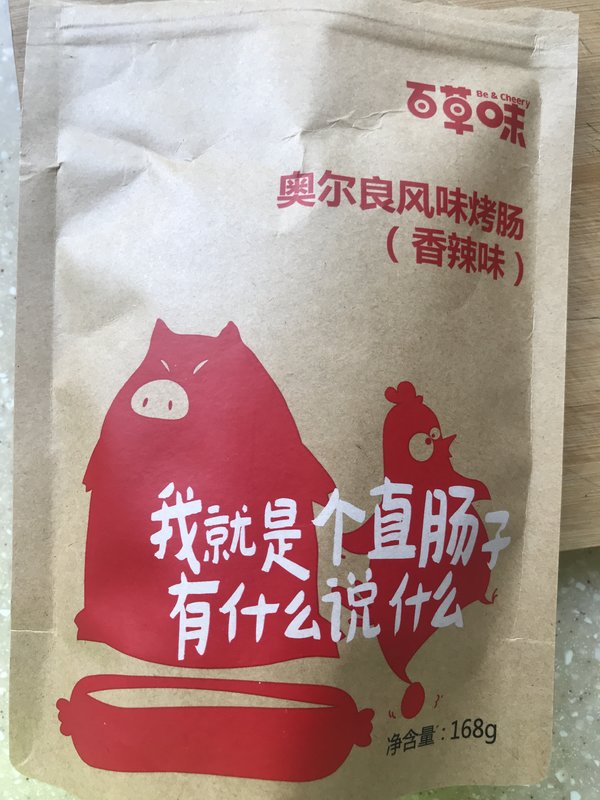 Be & Cheery
百草味
奥尔良风味烤肠
（香辣味）
我就是个直肠子
有什么说什么
净含量：168g